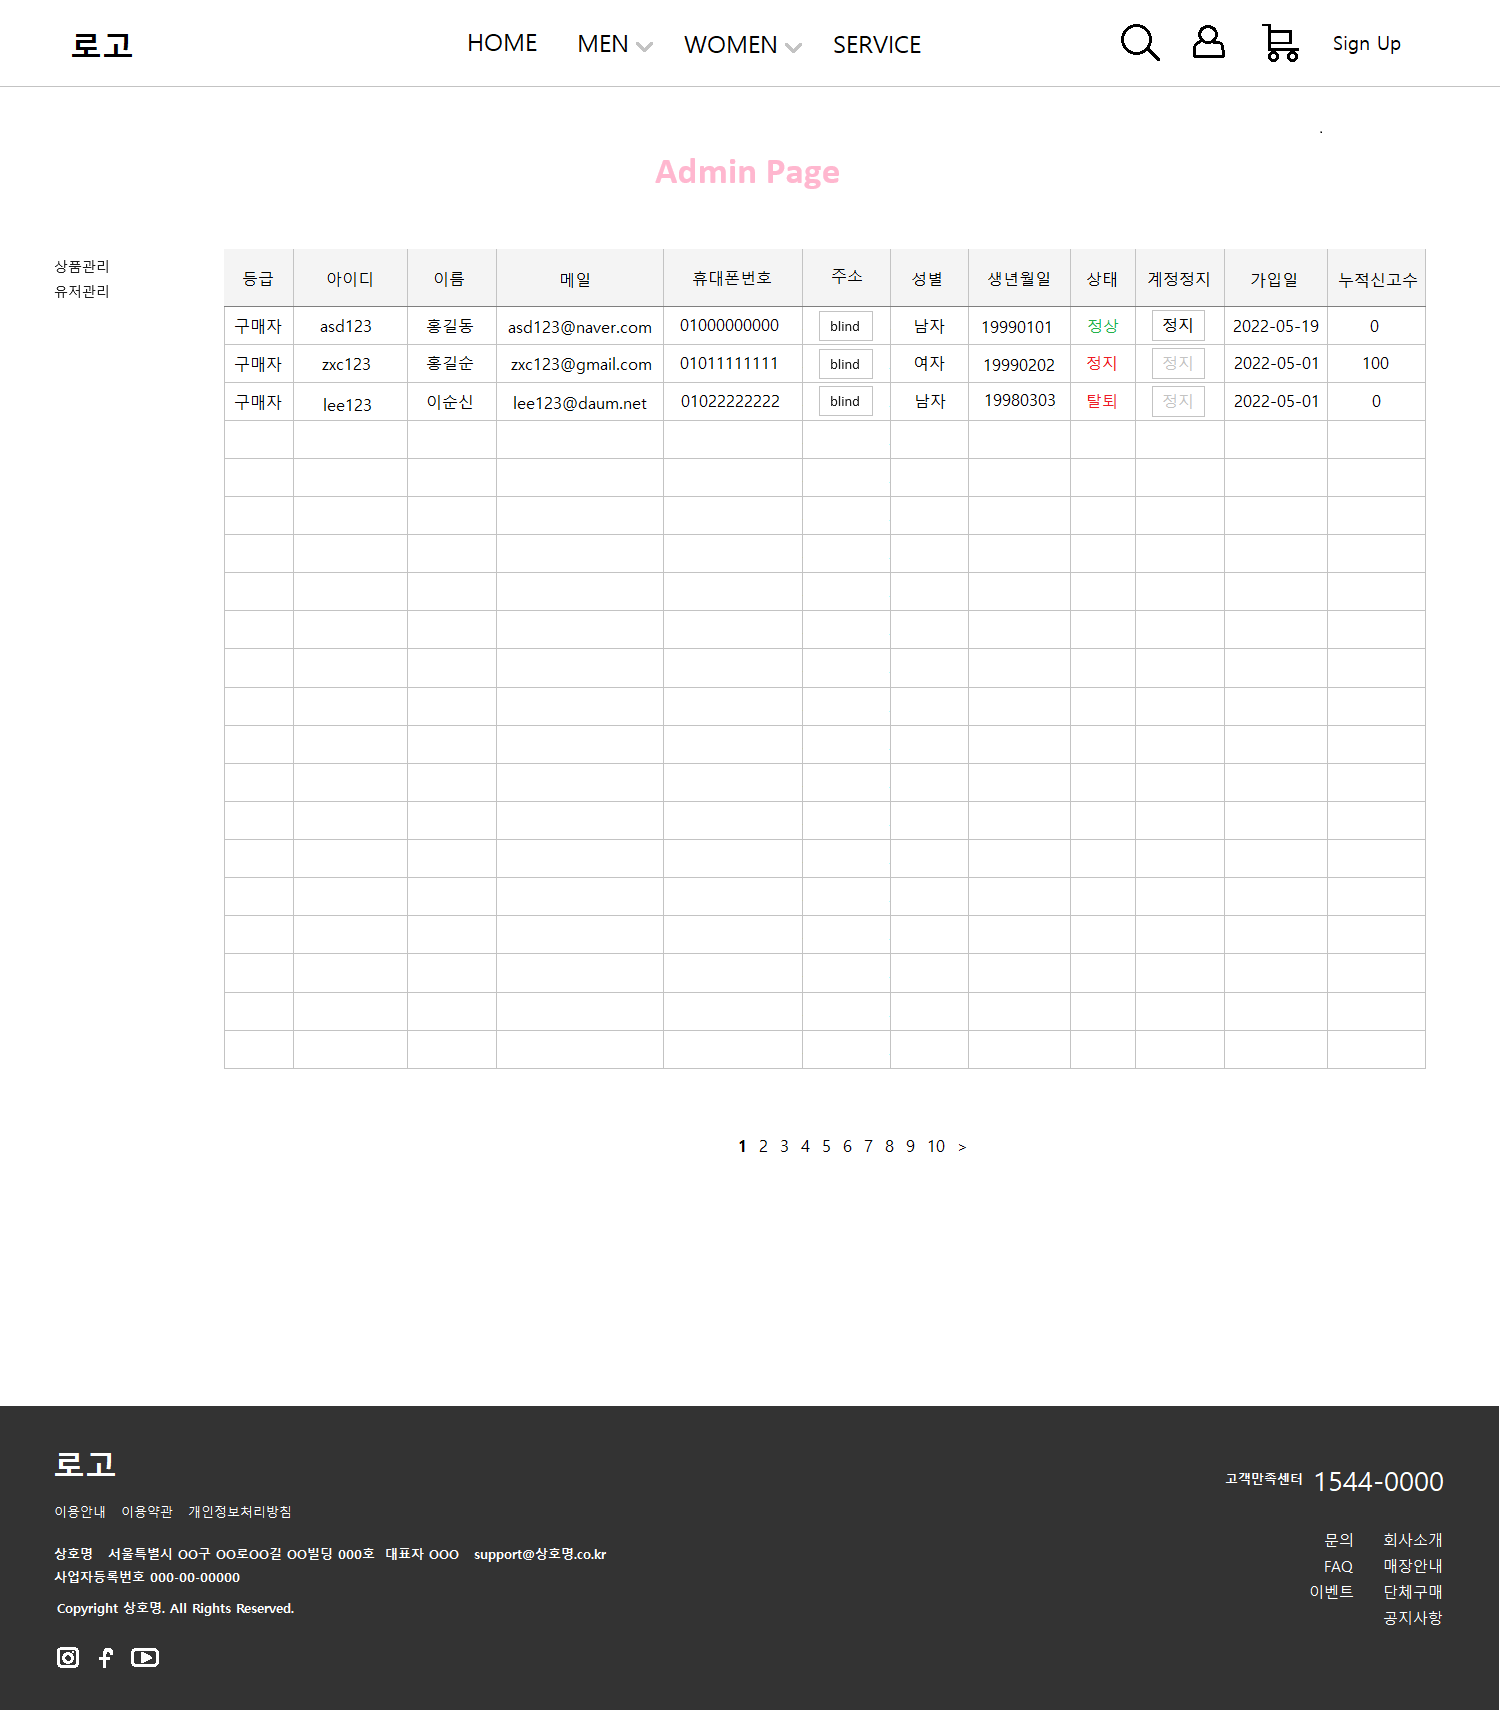 로고 HOME MEN WOMEN SERVICE Sign Up
.
Admin Page
상품관리
유저관리
등급 아이디 이름 메일 휴대폰번호 주소 성별 생년월일 상태 계정정지 가입일 누적신고수
구매자 asd123 홍길동 asd123@naver.com 01000000000 blind 남자 19990101 정상 정지 2022-05-19 0
구매자 zxc123 홍길순 zxc123@gmail.com 01011111111 blind 여자 19990202 정지 정지 2022-05-01 100
구매자 lee123 이순신 lee123@daum.net 01022222222 blind 남자 19980303 탈퇴 정지 2022-05-01 0
1 2 3 4 5 6 7 8 9 10 >
로고
이용안내 이용약관 개인정보처리방침
상호명 서울특별시 OO구 OO로OO길 OO빌딩 000호 대표자 OOO support@상호명.co.kr
사업자등록번호 000-00-00000
Copyright 상호명. All Rights Reserved.
고객만족센터 1544-0000
문의 회사소개
FAQ 매장안내
이벤트 단체구매
공지사항